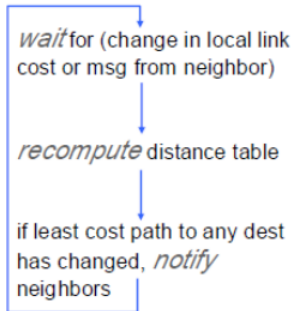 wait for (change in local link
cost or msg from neighbor)
recompute distance table
if least cost path to any dest
has changed, notify
neighbors